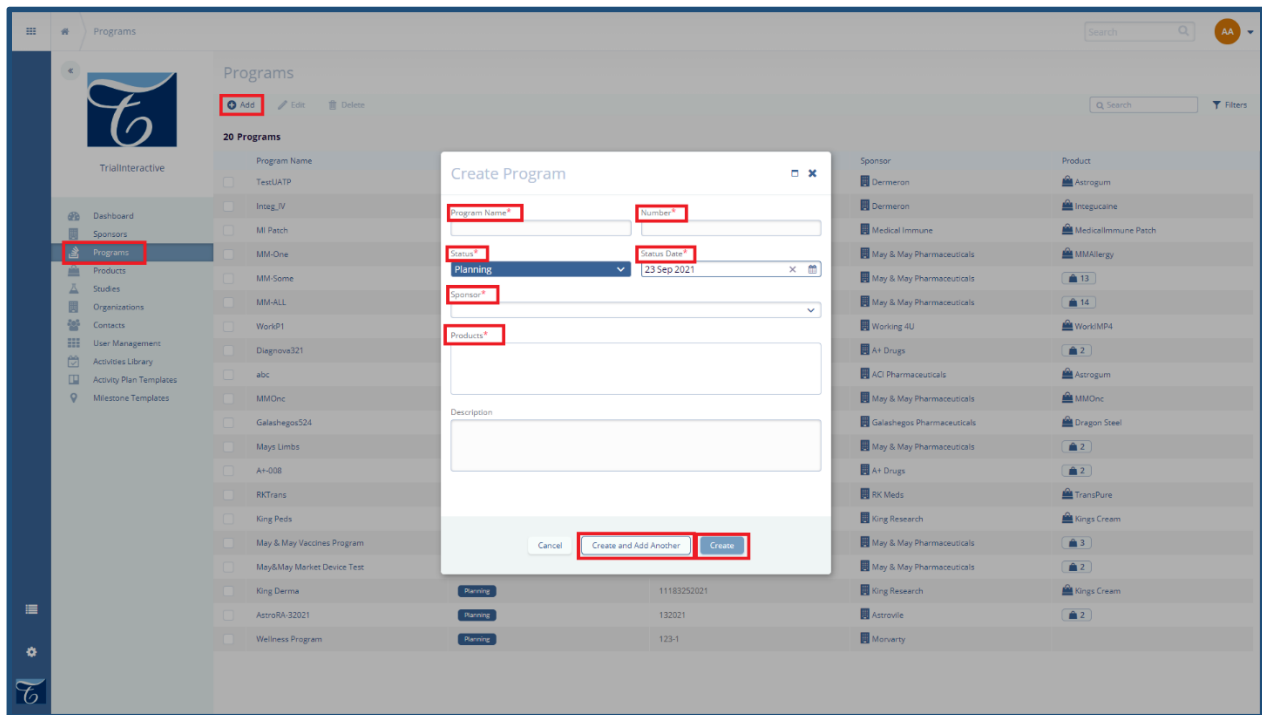 Programs
Search
AA
TrialInteractive
Dashboard
Sponsors
Programs
Products
Studies
Organizations
Contacts
User Management
Activities Library
Activity Plan Templates
Milestone Templates
Programs
Add Edit Delete
Search Filters
20 Programs
Program Name Sponsor Product
TestUATP Dermeron Astrogum
Integ_IV Dermeron Integucaine
MI Patch Medical Immune MedicalImmune Patch
MM-One May & May Pharmaceuticals MMAllergy
MM-Some May & May Pharmaceuticals 13
MM-ALL May & May Pharmaceuticals 14
WorkP1 Working 4U WorkIMP4
Diagnova321 A+ Drugs 2
abc ACI Pharmaceuticals Astrogum
MMOnc May & May Pharmaceuticals MMOnc
Galashegos524 Galashegos Pharmaceuticals Dragon Steel
Mays Limbs May & May Pharmaceuticals 2
A+-008 A+ Drugs 2
RKTrans RK Meds TransPure
King Peds King Research Kings Cream
May & May Vaccines Program May & May Pharmaceuticals 3
May&May Market Device Test May & May Pharmaceuticals 2
King Derma Planning 11183252021 King Research Kings Cream
AstroRA-32021 Planning 132021 Astrovile 2
Wellness Program Planning 123-1 Morvarty
Create Program
Program Name* Number*
Status* Status Date*
Planning 23 Sep 2021
Sponsor*
Products*
Description
Cancel Create and Add Another Create